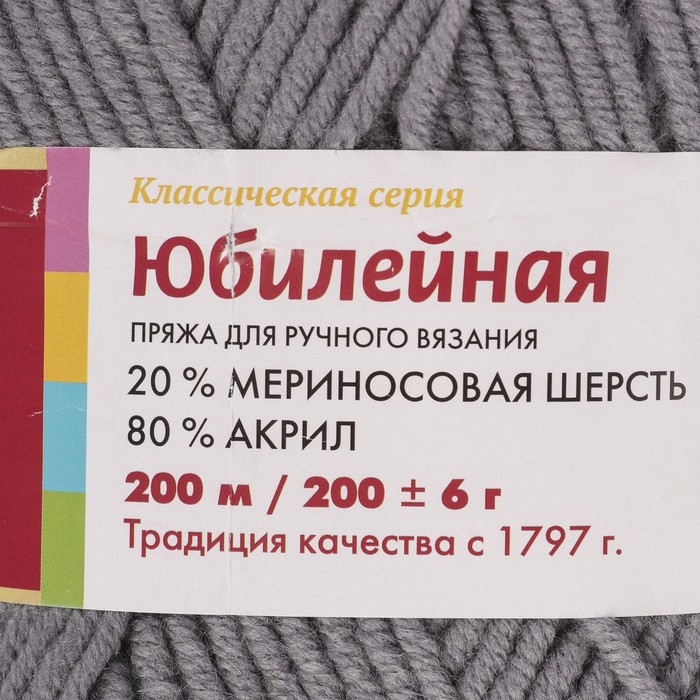 Классическая серия
Юбилейная
ПРЯЖА ДЛЯ РУЧНОГО ВЯЗАНИЯ
20 % МЕРИНОСОВАЯ ШЕРСТЬ
80 % АКРИЛ
200 м / 200 ± 6 г
Традиция качества с 1797 г.